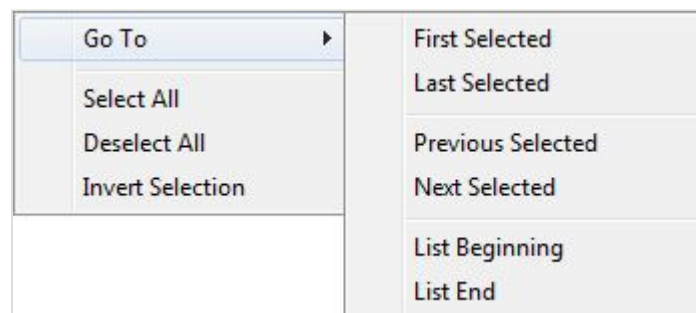 Go To
Select All
Deselect All
Invert Selection
First Selected
Last Selected
Previous Selected
Next Selected
List Beginning
List End